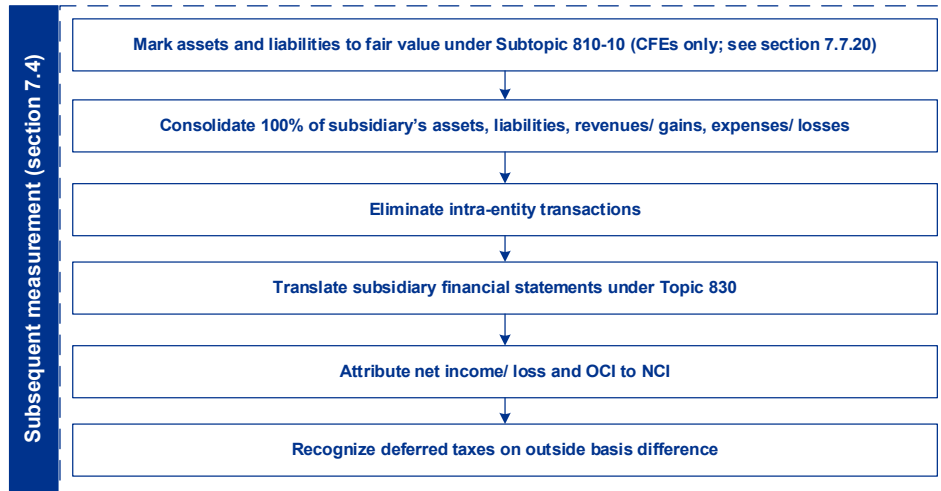 Subsequent measurement (section 7.4)
Mark assets and liabilities to fair value under Subtopic 810-10 (CFEs only; see section 7.7.20)
Consolidate 100% of subsidiary's assets, liabilities, revenues/ gains, expenses/ losses
Eliminate intra-entity transactions
Translate subsidiary financial statements under Topic 830
Attribute net income/ loss and OCI to NCI
Recognize deferred taxes on outside basis difference